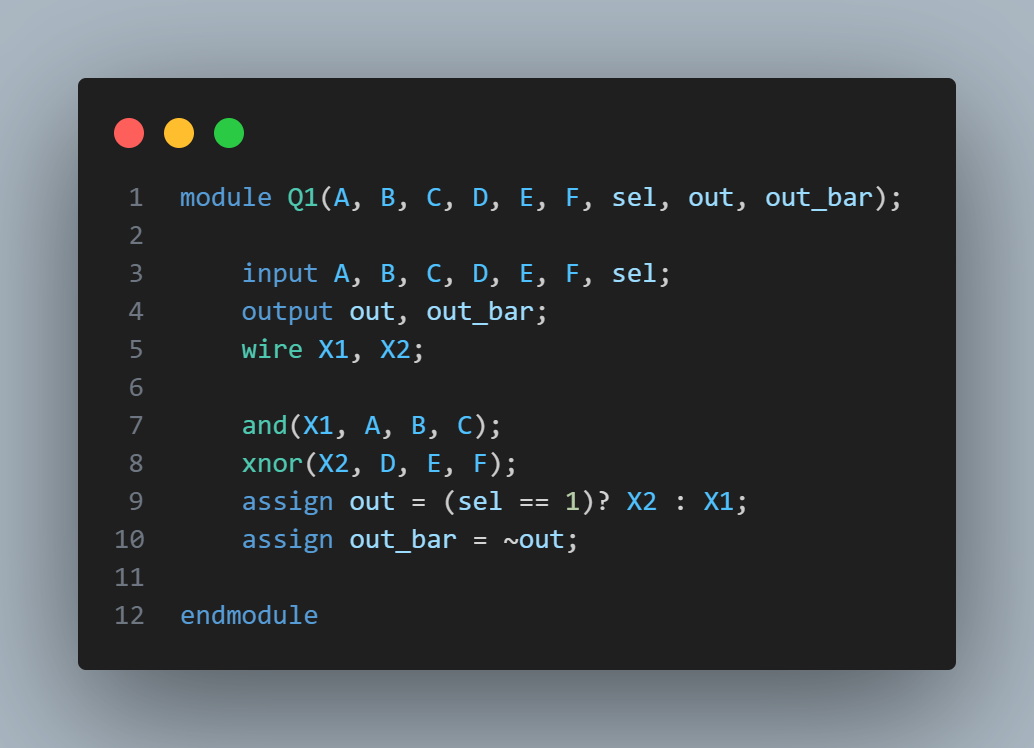 1 module Q1(A, B, C, D, E, F, sel, out, out_bar);
2
3     input A, B, C, D, E, F, sel;
4     output out, out_bar;
5     wire X1, X2;
6
7     and(X1, A, B, C);
8     xnor(X2, D, E, F);
9     assign out = (sel == 1)? X2 : X1;
10     assign out_bar = ~out;
11
12 endmodule